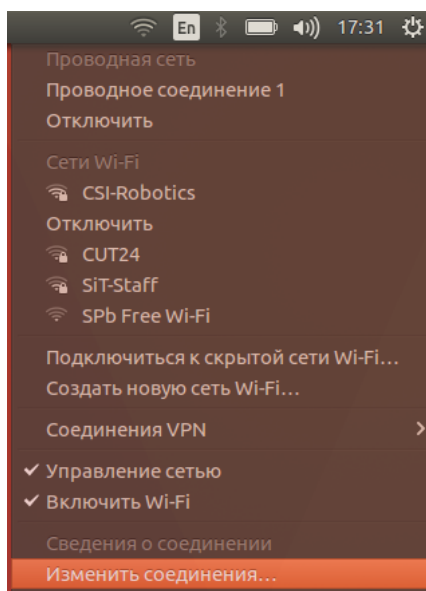 En 17:31
Проводная сеть
Проводное соединение 1
Отключить
Сети Wi-Fi
CSI-Robotics
Отключить
CUT24
SiT-Staff
SPb Free Wi-Fi
Подключиться к скрытой сети Wi-Fi...
Создать новую сеть Wi-Fi...
Соединения VPN
Управление сетью
Включить Wi-Fi
Сведения о соединении
Изменить соединения...